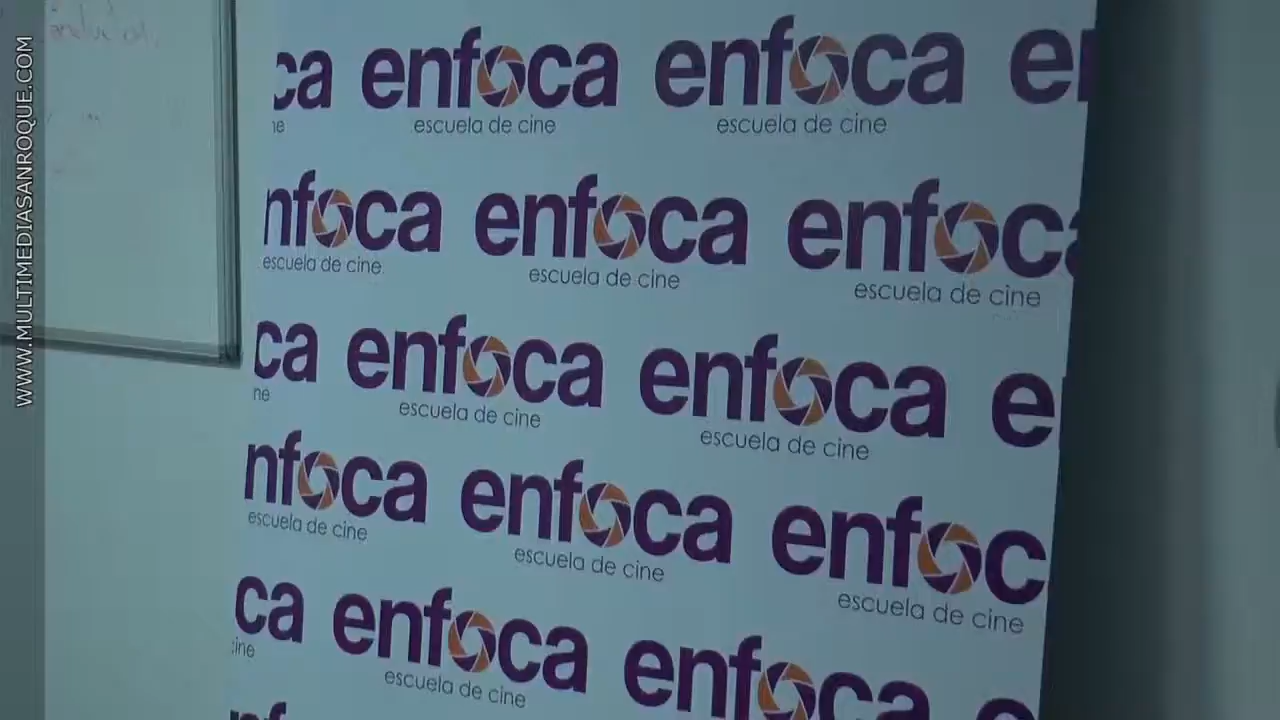 WWW.MULTIMEDIASANROQUE.COM
ca enfoca enfoca e
ne escuela de cine escuela de cine
nfoca enfoca enfoca
escuela de cine escuela de cine escuela de cine
ca enfoca enfoca e
ne escuela de cine escuela de cine
nfoca enfoca enfoc
escuela de cine escuela de cine escuela de cine
ca enfoca enfoca e
cine escuela de cine
nf